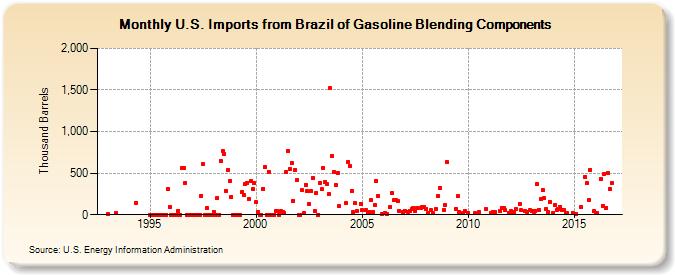 Monthly U.S. Imports from Brazil of Gasoline Blending Components
Thousand Barrels
2,000
1,500
1,000
500
0
1995 2000 2005 2010 2015
Source: U.S. Energy Information Administration